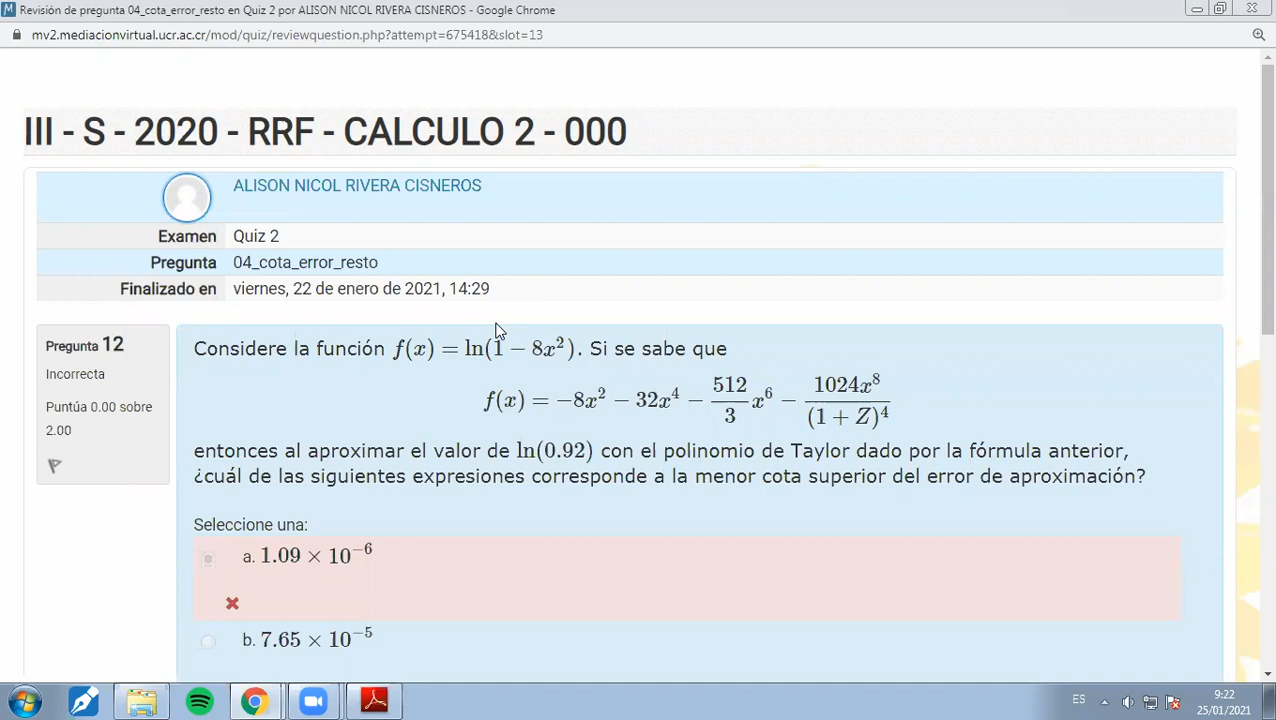 Revisión de pregunta 04_cota_error_resto en Quiz 2 por ALISON NICOL RIVERA CISNEROS - Google Chrome
mv2.mediacionvirtual.ucr.ac.cr/mod/quiz/reviewquestion.php?attempt=675418&slot=13
III - S - 2020 - RRF - CALCULO 2 - 000
ALISON NICOL RIVERA CISNEROS
Examen Quiz 2
Pregunta 04_cota_error_resto
Finalizado en viernes, 22 de enero de 2021, 14:29
Pregunta 12
Incorrecta
Puntúa 0.00 sobre
2.00
Considere la función f(x) = ln(1 − 8x²). Si se sabe que
f(x) = −8x² − 32x⁴ − 512/3 x⁶ − 1024x⁸/(1 + Z)⁴
entonces al aproximar el valor de ln(0.92) con el polinomio de Taylor dado por la fórmula anterior,
¿cuál de las siguientes expresiones corresponde a la menor cota superior del error de aproximación?
Seleccione una:
a. 1.09 × 10⁻⁶
b. 7.65 × 10⁻⁵
ES
9:22
25/01/2021